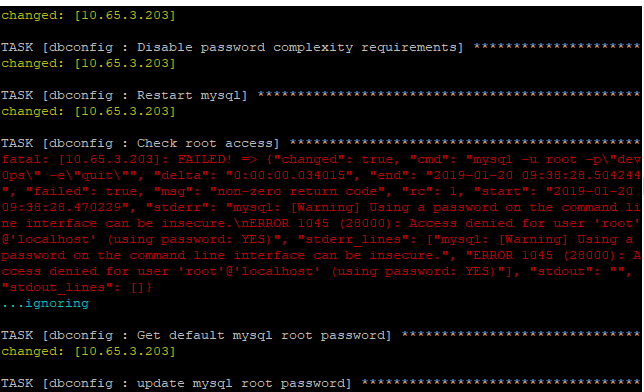 changed: [10.65.3.203]
TASK [dbconfig : Disable password complexity requirements] *********************
changed: [10.65.3.203]
TASK [dbconfig : Restart mysql] ************************************************
changed: [10.65.3.203]
TASK [dbconfig : Check root access] ********************************************
fatal: [10.65.3.203]: FAILED! => {"changed": true, "cmd": "mysql -u root -p\"dev
0ps\" -e\"quit\"", "delta": "0:00:00.034015", "end": "2019-01-20 09:38:28.504244
", "failed": true, "msg": "non-zero return code", "rc": 1, "start": "2019-01-20
09:38:28.470229", "stderr": "mysql: [Warning] Using a password on the command li
ne interface can be insecure.\nERROR 1045 (28000): Access denied for user 'root'
@'localhost' (using password: YES)", "stderr_lines": ["mysql: [Warning] Using a
password on the command line interface can be insecure.", "ERROR 1045 (28000): A
ccess denied for user 'root'@'localhost' (using password: YES)"], "stdout": "",
"stdout_lines": []}
...ignoring
TASK [dbconfig : Get default mysql root password] ******************************
changed: [10.65.3.203]
TASK [dbconfig : update mysql root password] ***********************************